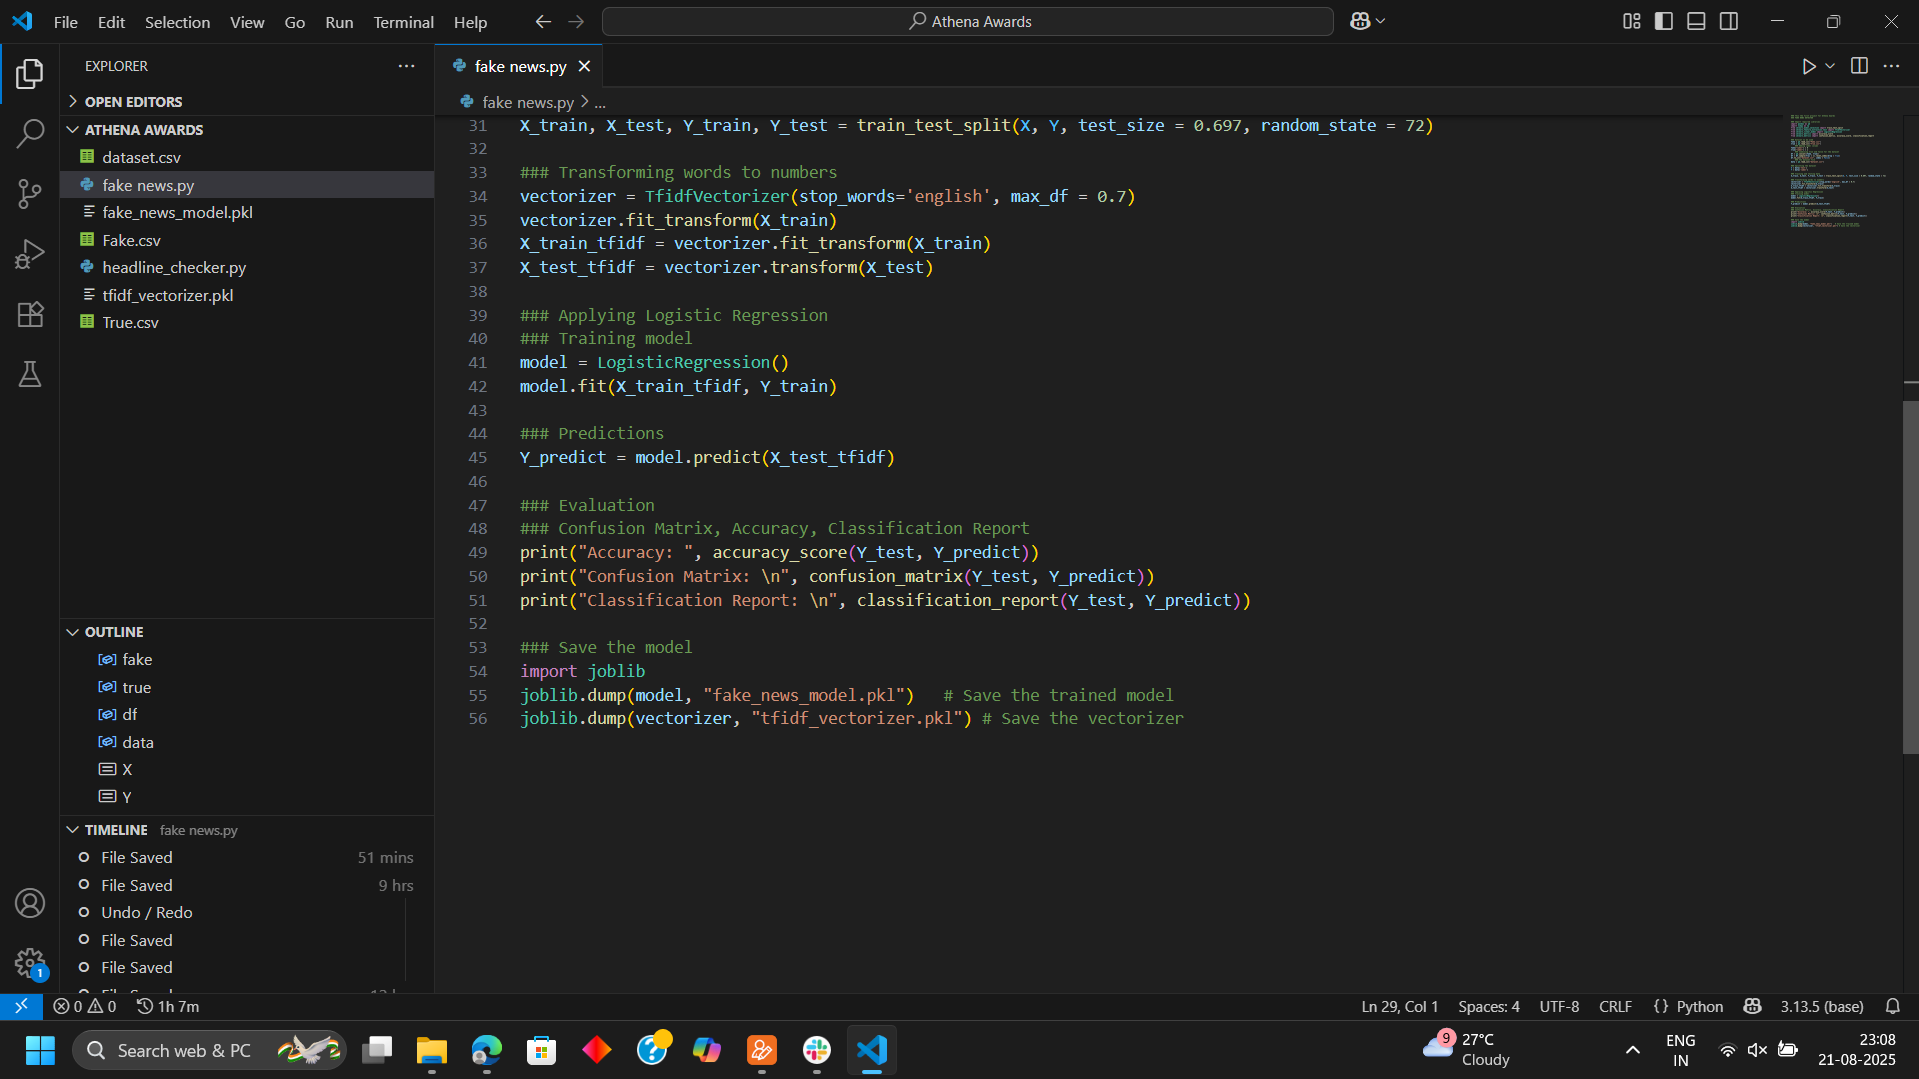 File Edit Selection View Go Run Terminal Help
Athena Awards
EXPLORER
OPEN EDITORS
ATHENA AWARDS
dataset.csv
fake news.py
fake_news_model.pkl
Fake.csv
headline_checker.py
tfidf_vectorizer.pkl
True.csv
OUTLINE
fake
true
df
data
X
Y
TIMELINE fake news.py
File Saved 51 mins
File Saved 9 hrs
Undo / Redo
File Saved
File Saved
fake news.py
fake news.py > ...
31 X_train, X_test, Y_train, Y_test = train_test_split(X, Y, test_size = 0.697, random_state = 72)
32
33 ### Transforming words to numbers
34 vectorizer = TfidfVectorizer(stop_words='english', max_df = 0.7)
35 vectorizer.fit_transform(X_train)
36 X_train_tfidf = vectorizer.fit_transform(X_train)
37 X_test_tfidf = vectorizer.transform(X_test)
38
39 ### Applying Logistic Regression
40 ### Training model
41 model = LogisticRegression()
42 model.fit(X_train_tfidf, Y_train)
43
44 ### Predictions
45 Y_predict = model.predict(X_test_tfidf)
46
47 ### Evaluation
48 ### Confusion Matrix, Accuracy, Classification Report
49 print("Accuracy: ", accuracy_score(Y_test, Y_predict))
50 print("Confusion Matrix: \n", confusion_matrix(Y_test, Y_predict))
51 print("Classification Report: \n", classification_report(Y_test, Y_predict))
52
53 ### Save the model
54 import joblib
55 joblib.dump(model, "fake_news_model.pkl")   # Save the trained model
56 joblib.dump(vectorizer, "tfidf_vectorizer.pkl") # Save the vectorizer
1
0 0 1h 7m
Ln 29, Col 1 Spaces: 4 UTF-8 CRLF {} Python 3.13.5 (base)
Search web & PC
9 27°C
Cloudy
ENG
IN
23:08
21-08-2025